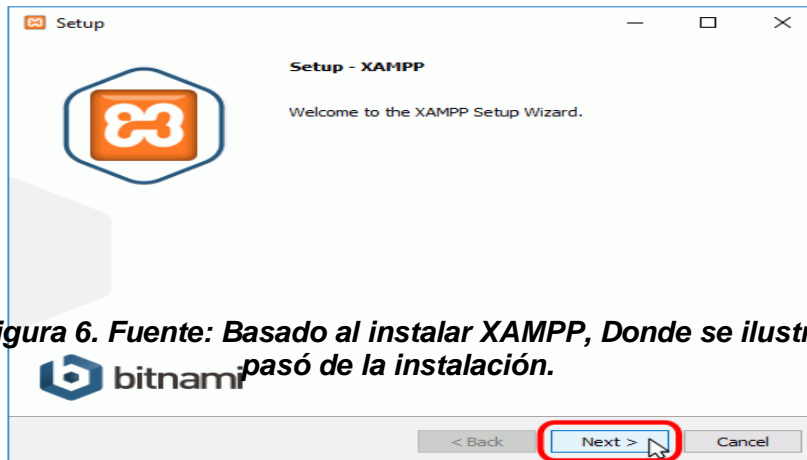 Setup
Setup - XAMPP
Welcome to the XAMPP Setup Wizard.
igura 6. Fuente: Basado al instalar XAMPP, Donde se ilustr
pasó de la instalación.
bitnami
< Back Next > Cancel